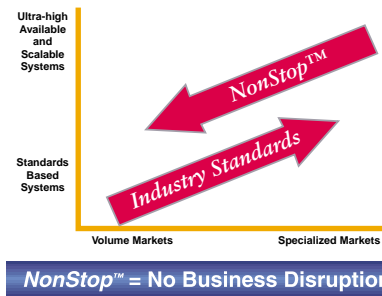 Ultra-high
Available
and
Scalable
Systems
NonStop™
Industry Standards
Standards
Based
Systems
Volume Markets
Specialized Markets
NonStop™ = No Business Disruption